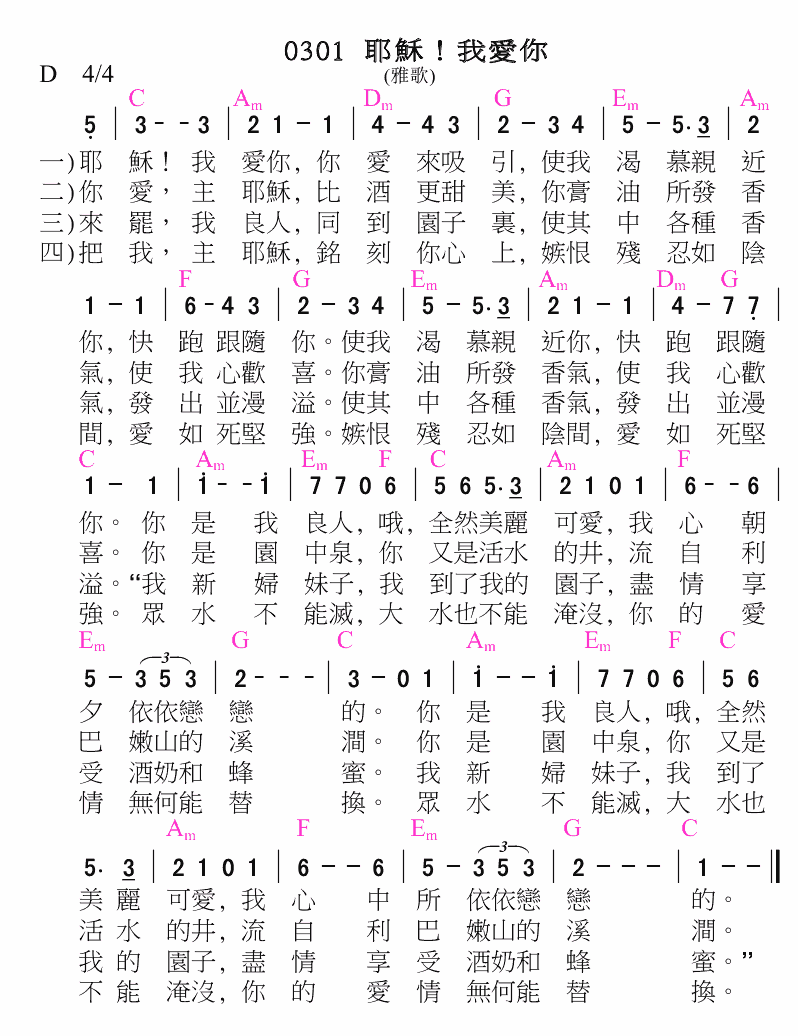 0301 耶穌！我愛你
D 4/4 (雅歌)
C Am Dm G Em Am
5 | 3 - - 3 | 2 1 - 1 | 4 - 4 3 | 2 - 3 4 | 5 - 5. 3 | 2
一)耶 穌！我 愛你, 你 愛 來吸 引, 使我 渴 慕親 近
二)你 愛， 主 耶穌, 比 酒 更甜 美, 你膏 油 所發 香
三)來 罷， 我 良人, 同 到 園子 裏, 使其 中 各種 香
四)把 我， 主 耶穌, 銘 刻 你心 上, 嫉恨 殘 忍如 陰
F G Em Am Dm G
1 - 1 | 6 - 4 3 | 2 - 3 4 | 5 - 5. 3 | 2 1 - 1 | 4 - 7 7 |
你, 快 跑 跟隨 你。使我 渴 慕親 近你, 快 跑 跟隨
氣, 使 我 心歡 喜。你膏 油 所發 香氣, 使 我 心歡
氣, 發 出 並漫 溢。使其 中 各種 香氣, 發 出 並漫
間, 愛 如 死堅 強。嫉恨 殘 忍如 陰間, 愛 如 死堅
C Am Em F C Am F
1 - 1 | i - - i | 7 7 0 6 | 5 6 5. 3 | 2 1 0 1 | 6 - - 6 |
你。 你 是 我 良人, 哦, 全然美麗 可愛, 我 心 朝
喜。 你 是 園 中泉, 你 又是活水 的井, 流 自 利
溢。“我 新 婦 妹子, 我 到了我的 園子, 盡 情 享
強。 眾 水 不 能滅, 大 水也不能 淹沒, 你 的 愛
Em G C Am Em F C
5 - 3 5 3 | 2 - - - | 3 - 0 1 | i - - i | 7 7 0 6 | 5 6
夕 依依戀 戀 的。 你 是 我 良人, 哦, 全然
巴 嫩山的 溪 澗。 你 是 園 中泉, 你 又是
受 酒奶和 蜂 蜜。 我 新 婦 妹子, 我 到了
情 無何能 替 換。 眾 水 不 能滅, 大 水也
Am F Em G C
5. 3 | 2 1 0 1 | 6 - - 6 | 5 - 3 5 3 | 2 - - - | 1 - - ‖
美 麗 可愛, 我 心 中 所 依依戀 戀 的。
活 水 的井, 流 自 利 巴 嫩山的 溪 澗。
我 的 園子, 盡 情 享 受 酒奶和 蜂 蜜。”
不 能 淹沒, 你 的 愛 情 無何能 替 換。